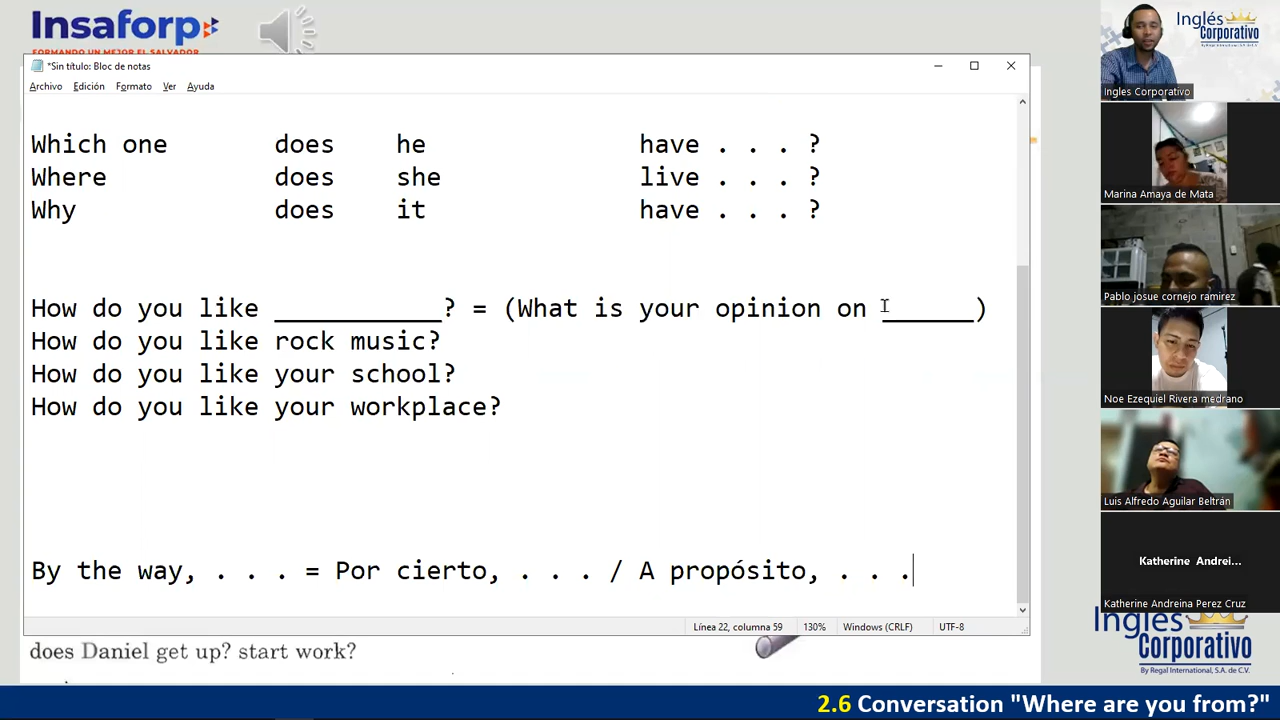 Insaforp
FORMANDO UN MEJOR EL SALVADOR
*Sin título: Bloc de notas
Archivo Edición Formato Ver Ayuda
Which one does he have . . . ?
Where does she live . . . ?
Why does it have . . . ?
How do you like ___________? = (What is your opinion on ______)
How do you like rock music?
How do you like your school?
How do you like your workplace?
By the way, . . . = Por cierto, . . . / A propósito, . . .
Línea 22, columna 59 130% Windows (CRLF) UTF-8
does Daniel get up? start work?
Inglés
Corporativo
By Regal International, S.A. de C.V.
Ingles Corporativo
Marina Amaya de Mata
Pablo josue cornejo ramirez
Noe Ezequiel Rivera medrano
Luis Alfredo Aguilar Beltrán
Katherine Andrei...
Katherine Andreina Perez Cruz
Inglés
Corporativo
By Regal International, S.A. de C.V.
2.6 Conversation "Where are you from?"